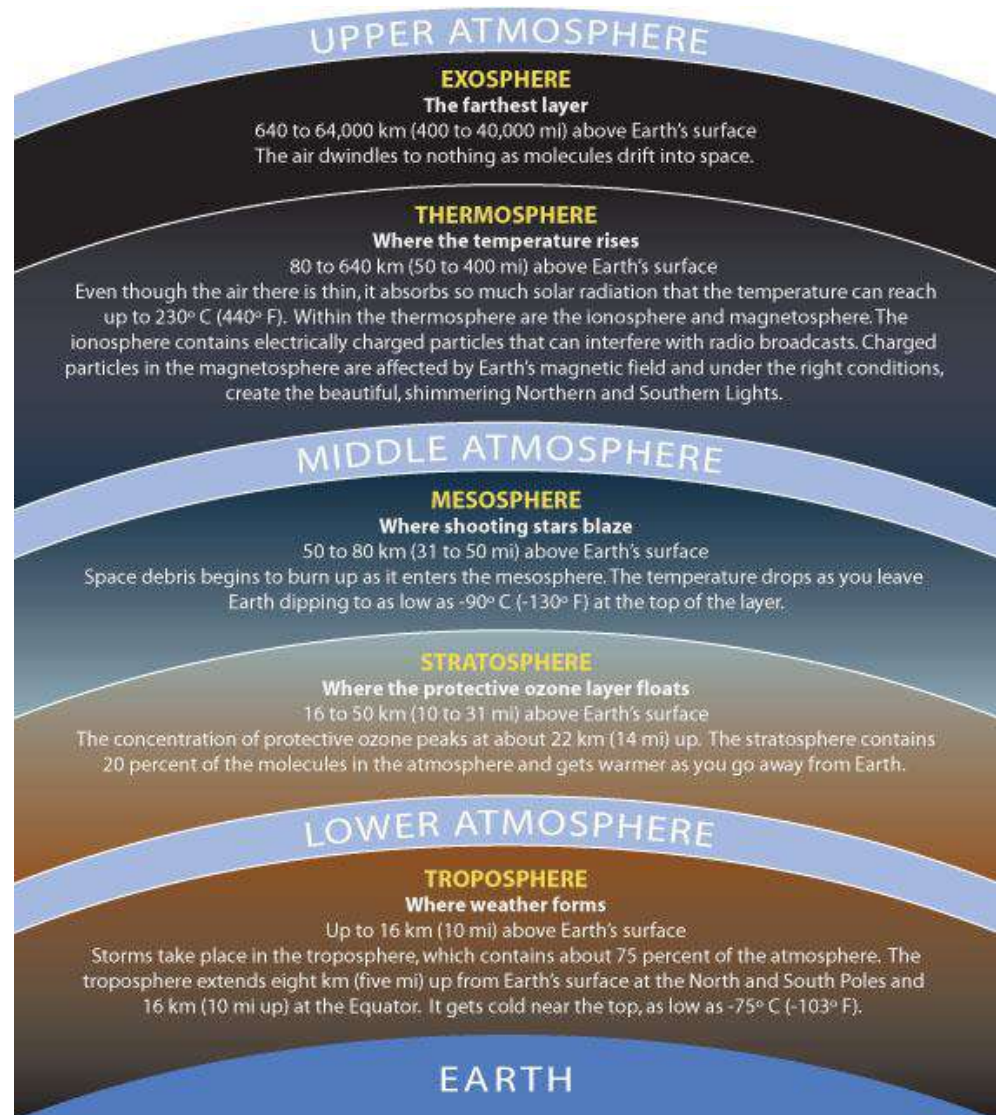 UPPER ATMOSPHERE
EXOSPHERE
The farthest layer
640 to 64,000 km (400 to 40,000 mi) above Earth's surface
The air dwindles to nothing as molecules drift into space.
THERMOSPHERE
Where the temperature rises
80 to 640 km (50 to 400 mi) above Earth's surface
Even though the air there is thin, it absorbs so much solar radiation that the temperature can reach
up to 230º C (440º F). Within the thermosphere are the ionosphere and magnetosphere. The
ionosphere contains electrically charged particles that can interfere with radio broadcasts. Charged
particles in the magnetosphere are affected by Earth's magnetic field and under the right conditions,
create the beautiful, shimmering Northern and Southern Lights.
MIDDLE ATMOSPHERE
MESOSPHERE
Where shooting stars blaze
50 to 80 km (31 to 50 mi) above Earth's surface
Space debris begins to burn up as it enters the mesosphere. The temperature drops as you leave
Earth dipping to as low as -90º C (-130º F) at the top of the layer.
STRATOSPHERE
Where the protective ozone layer floats
16 to 50 km (10 to 31 mi) above Earth's surface
The concentration of protective ozone peaks at about 22 km (14 mi) up. The stratosphere contains
20 percent of the molecules in the atmosphere and gets warmer as you go away from Earth.
LOWER ATMOSPHERE
TROPOSPHERE
Where weather forms
Up to 16 km (10 mi) above Earth's surface
Storms take place in the troposphere, which contains about 75 percent of the atmosphere. The
troposphere extends eight km (five mi) up from Earth's surface at the North and South Poles and
16 km (10 mi up) at the Equator. It gets cold near the top, as low as -75º C (-103º F).
EARTH